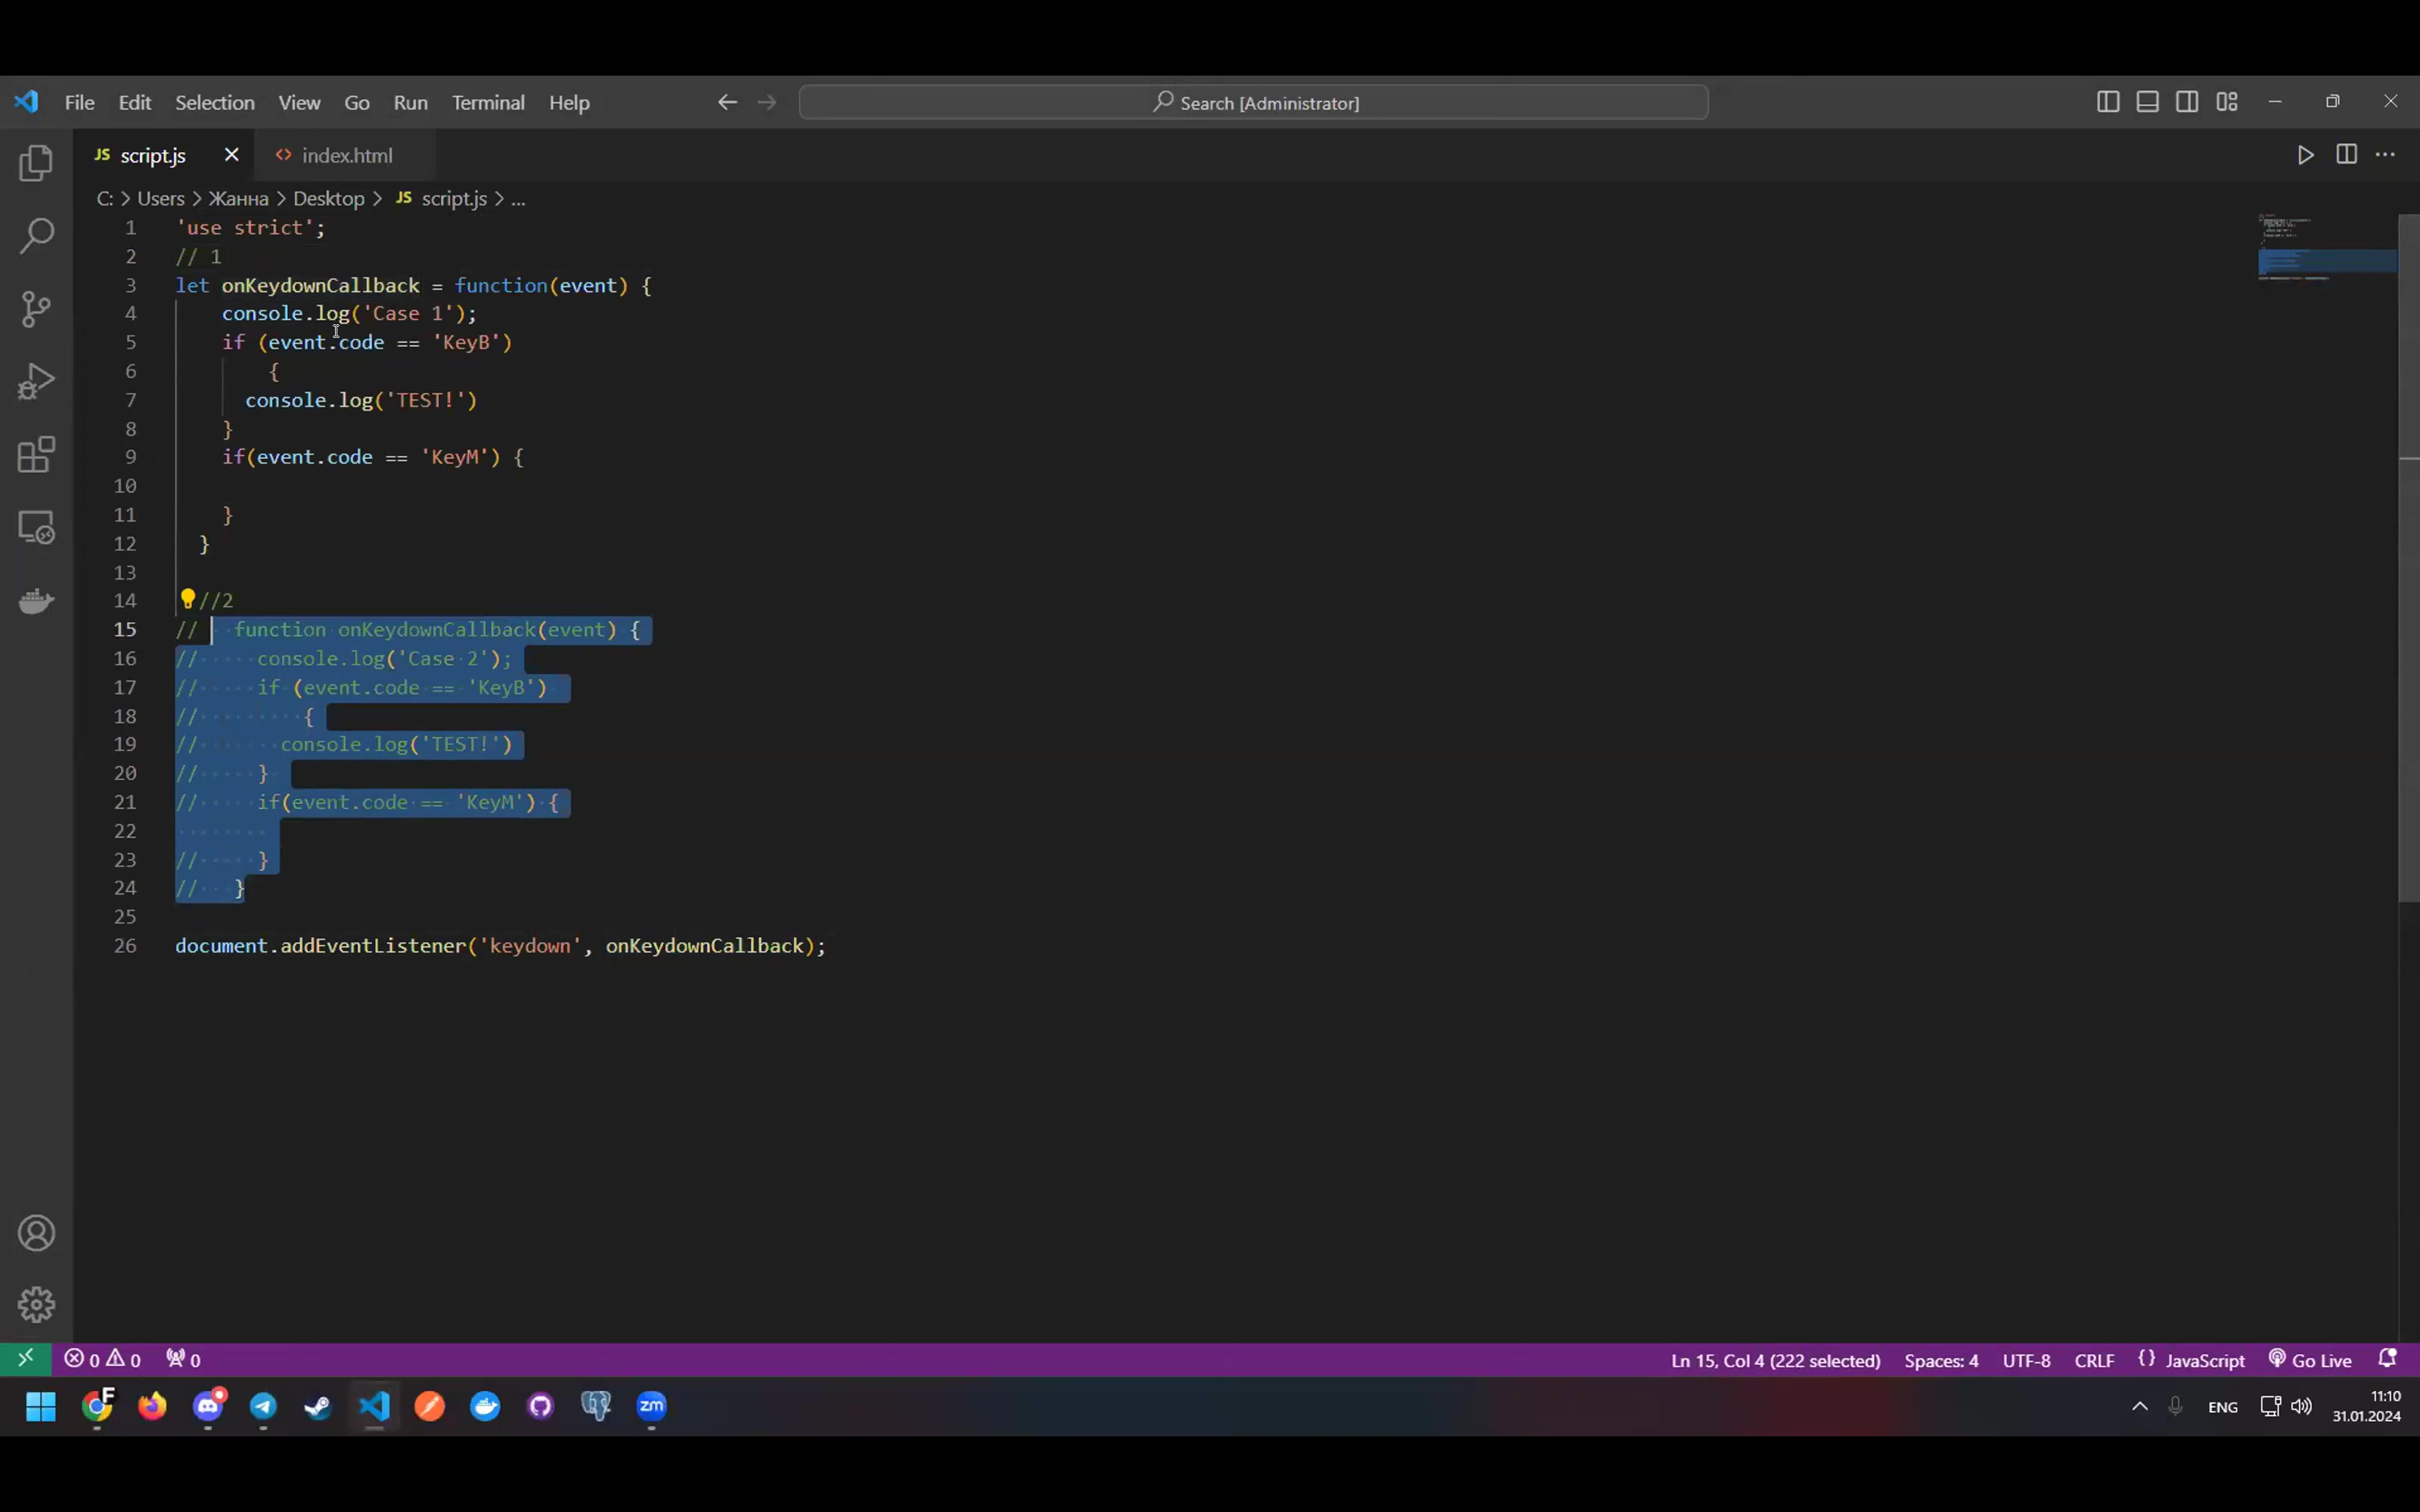 File Edit Selection View Go Run Terminal Help Search [Administrator]
JS script.js index.html
C: > Users > Жанна > Desktop > JS script.js > ...
1 'use strict';
2 // 1
3 let onKeydownCallback = function(event) {
4 console.log('Case 1');
5 if (event.code == 'KeyB')
6 {
7 console.log('TEST!')
8 }
9 if(event.code == 'KeyM') {
10
11 }
12 }
13
14 //2
15 // function onKeydownCallback(event) {
16 // console.log('Case 2');
17 // if (event.code == 'KeyB')
18 // {
19 // console.log('TEST!')
20 // }
21 // if(event.code == 'KeyM') {
22
23 // }
24 // }
25
26 document.addEventListener('keydown', onKeydownCallback);
0 0 0 Ln 15, Col 4 (222 selected) Spaces: 4 UTF-8 CRLF {} JavaScript Go Live
F zm ENG 11:10
31.01.2024